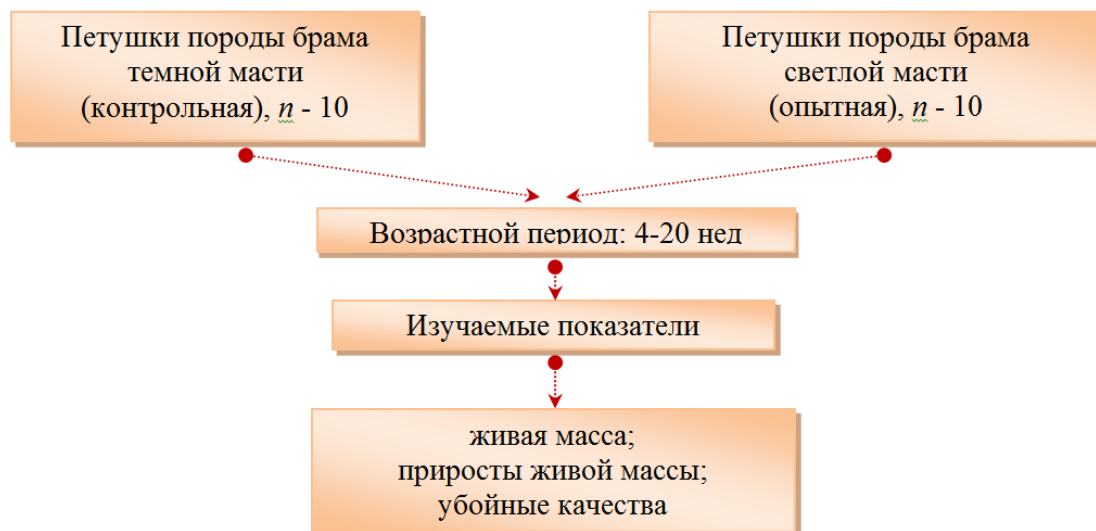 Петушки породы брама
темной масти
(контрольная), n - 10
Петушки породы брама
светлой масти
(опытная), n - 10
Возрастной период: 4-20 нед
Изучаемые показатели
живая масса;
приросты живой массы;
убойные качества